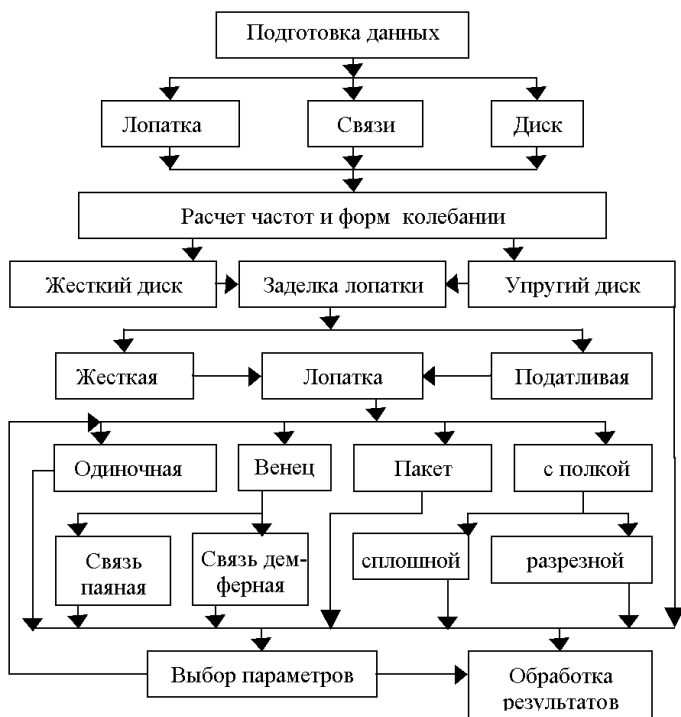 Подготовка данных
Лопатка
Связи
Диск
Расчет частот и форм колебании
Жесткий диск
Заделка лопатки
Упругий диск
Жесткая
Лопатка
Податливая
Одиночная
Венец
Пакет
с полкой
Связь
паяная
Связь дем-
ферная
сплошной
разрезной
Выбор параметров
Обработка
результатов